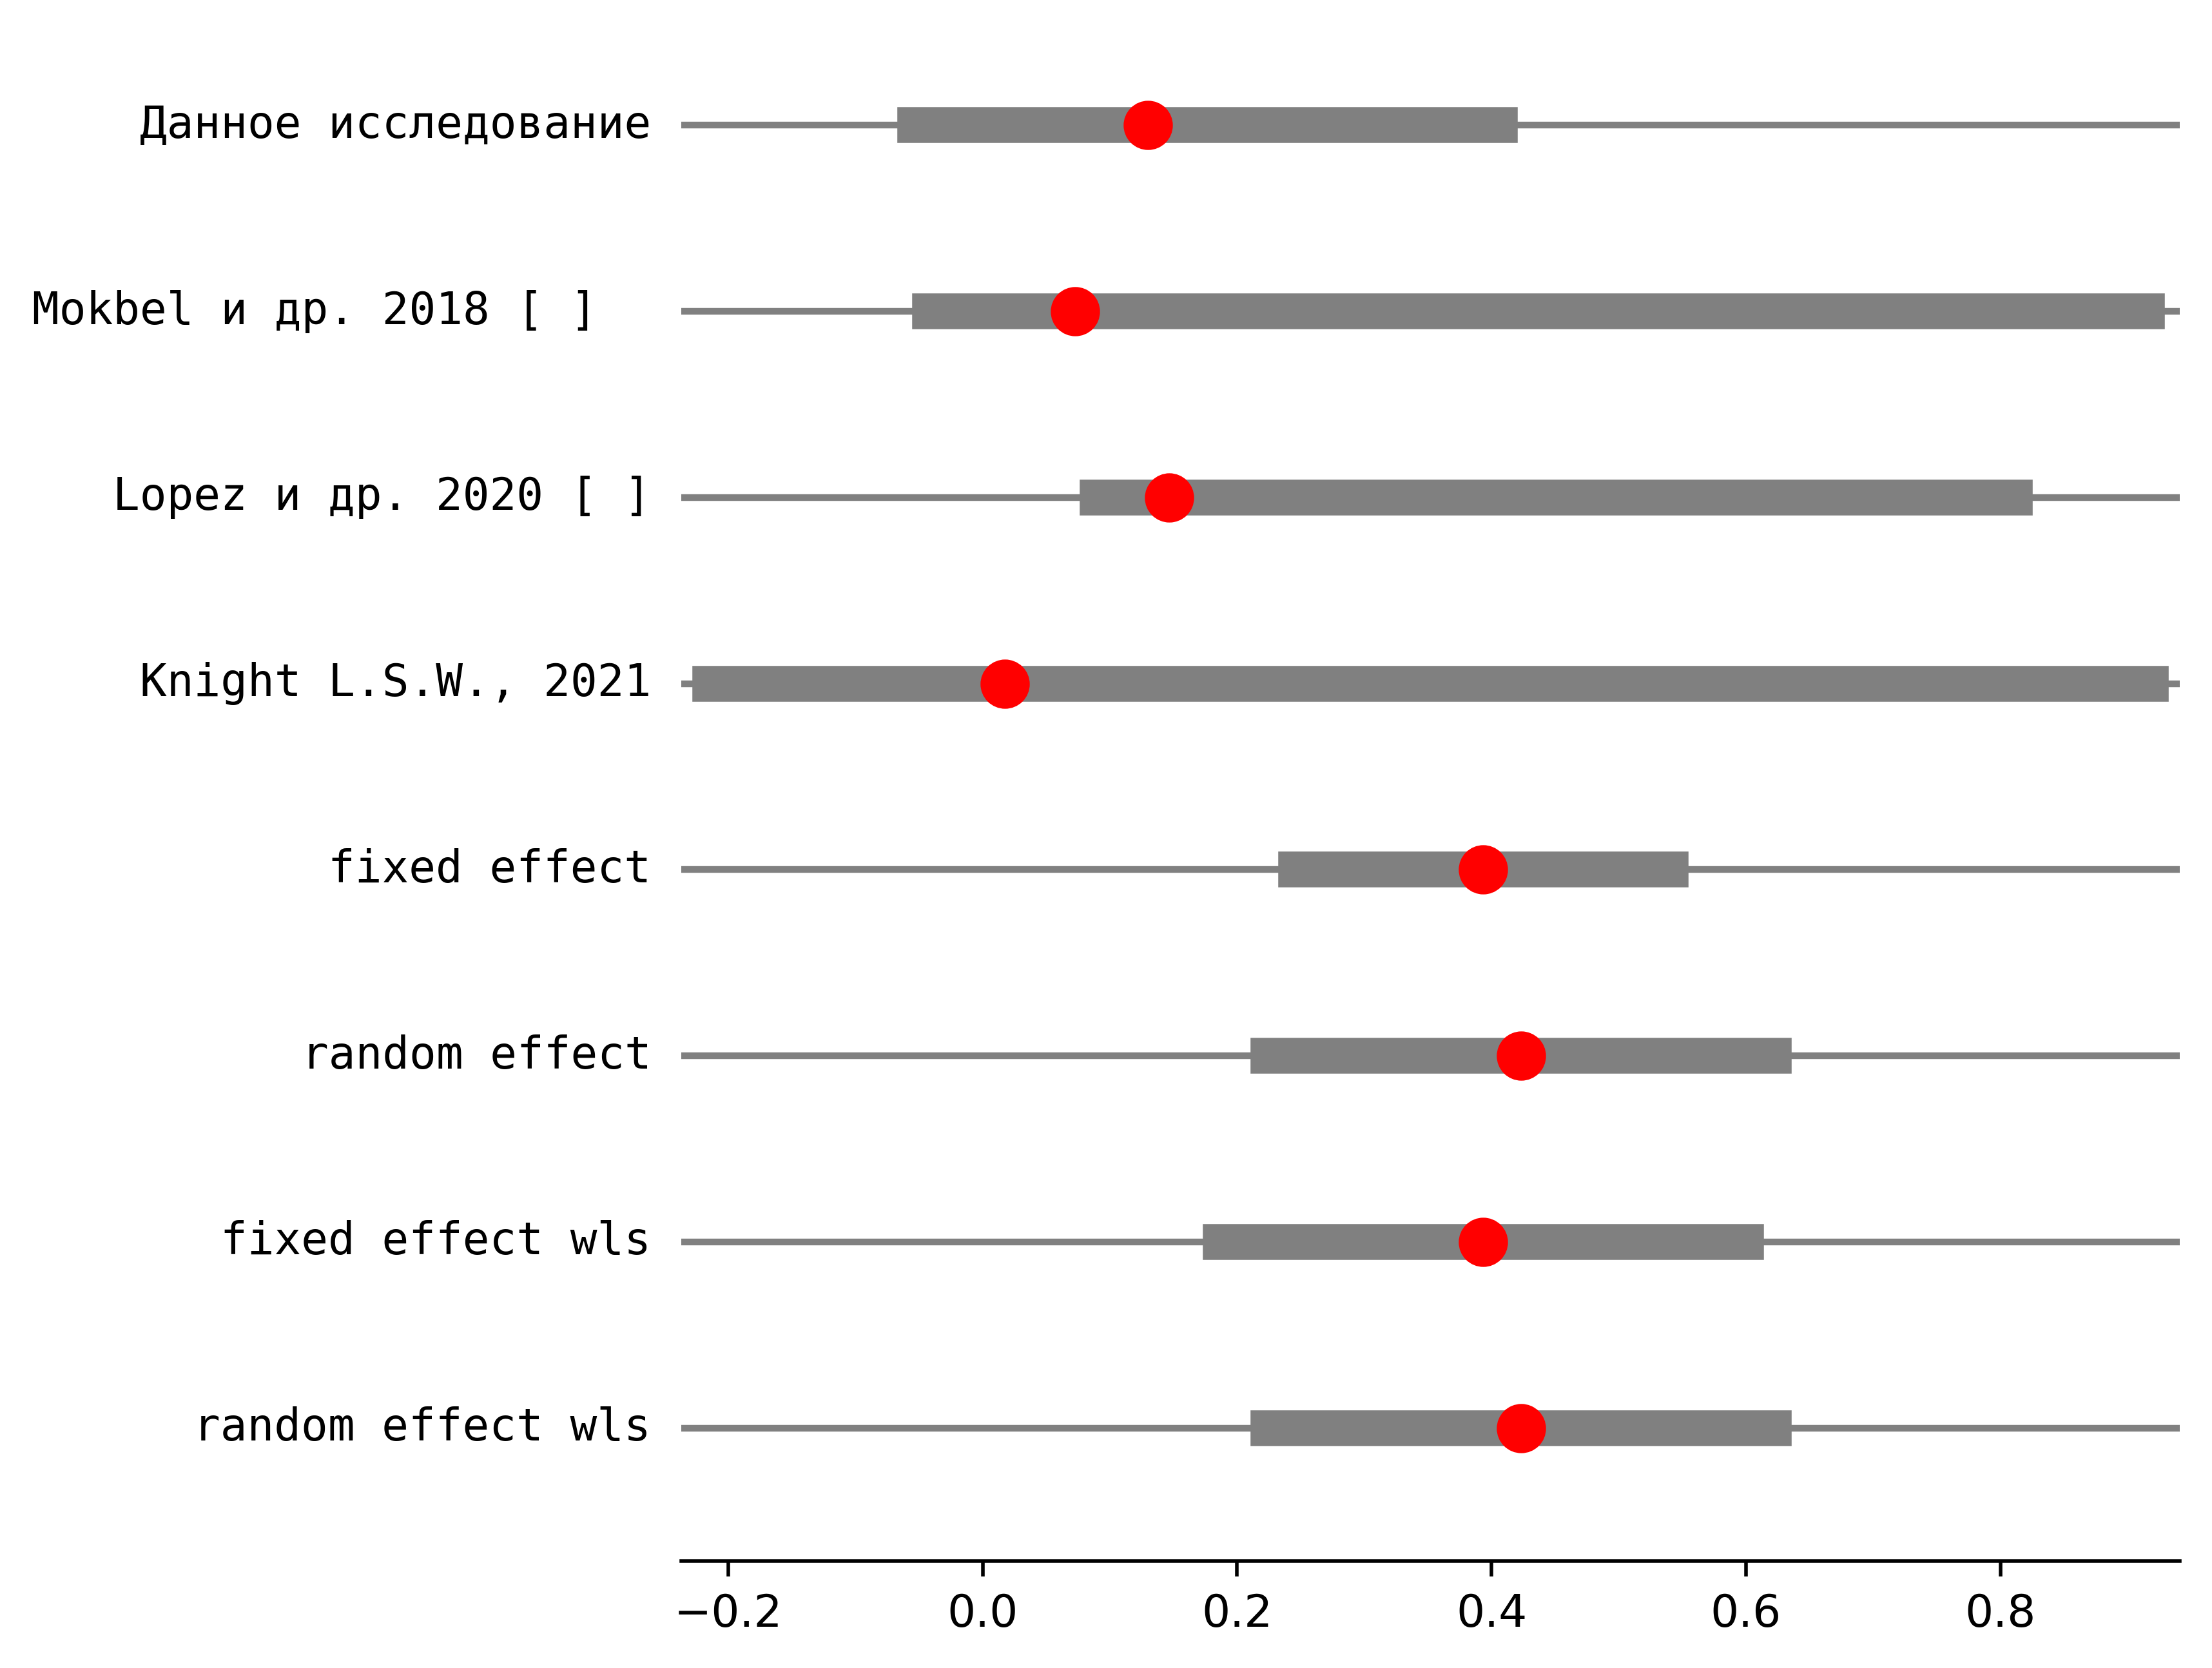 Данное исследование
Mokbel и др. 2018 [ ]
Lopez и др. 2020 [ ]
Knight L.S.W., 2021
fixed effect
random effect
fixed effect wls
random effect wls
−0.2 0.0 0.2 0.4 0.6 0.8